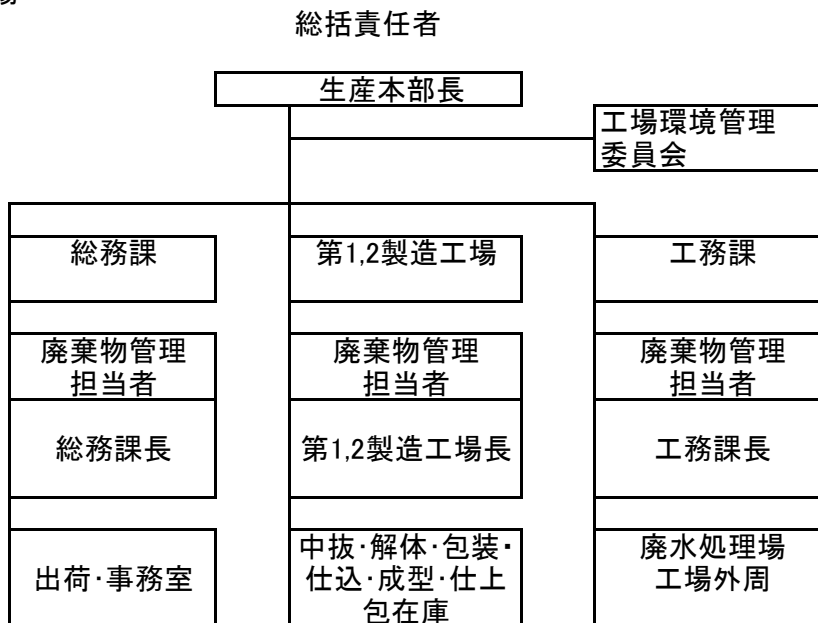 総括責任者
生産本部長
工場環境管理
委員会
総務課
第1,2製造工場
工務課
廃棄物管理
担当者
廃棄物管理
担当者
廃棄物管理
担当者
総務課長
第1,2製造工場長
工務課長
出荷･事務室
中抜･解体･包装･
仕込･成型･仕上
包在庫
廃水処理場
工場外周